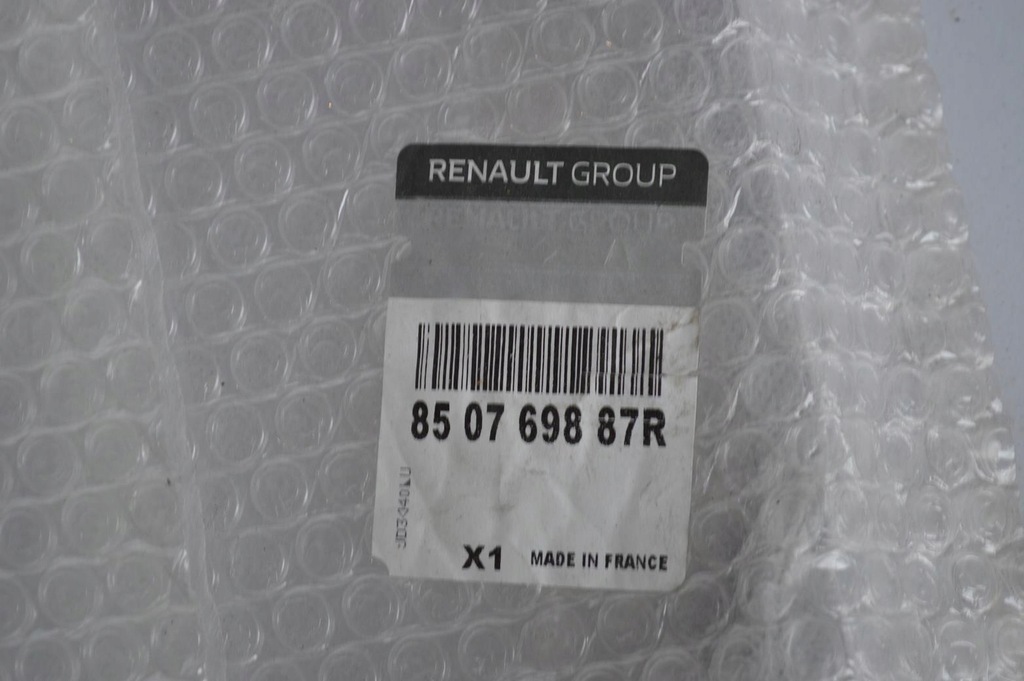 RENAULT GROUP
85 07 698 87R
X1 MADE IN FRANCE